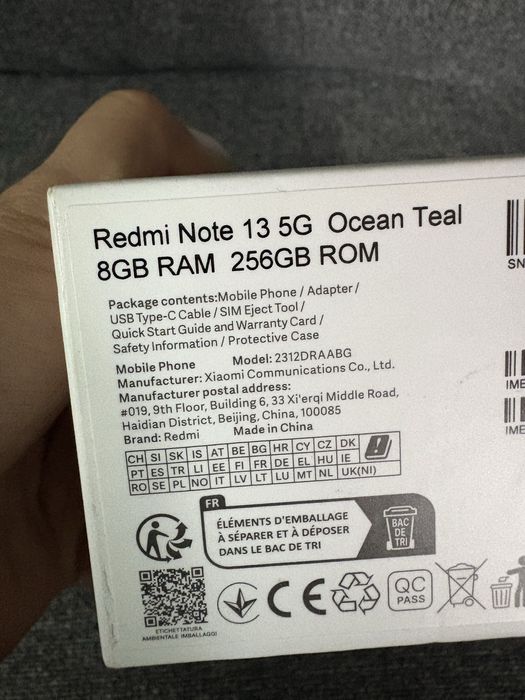 Redmi Note 13 5G Ocean Teal
8GB RAM 256GB ROM
Package contents:Mobile Phone / Adapter /
USB Type-C Cable / SIM Eject Tool /
Quick Start Guide and Warranty Card /
Safety Information / Protective Case
Mobile Phone Model: 2312DRAABG
Manufacturer: Xiaomi Communications Co., Ltd.
Manufacturer postal address:
#019, 9th Floor, Building 6, 33 Xi'erqi Middle Road,
Haidian District, Beijing, China, 100085
Brand: Redmi Made in China
CH SI SK IS AT BE BG HR CY CZ DK
PT ES TR LI EE FI FR DE EL HU IE
RO SE PL NO IT LV LT LU MT NL UK(NI)
FR
ÉLÉMENTS D'EMBALLAGE
À SÉPARER ET À DÉPOSER
DANS LE BAC DE TRI
BAC
DE
TRI
ETICHETTATURA
AMBIENTALE IMBALLAGGI
CE
QC
PASS
SN
IME
IME